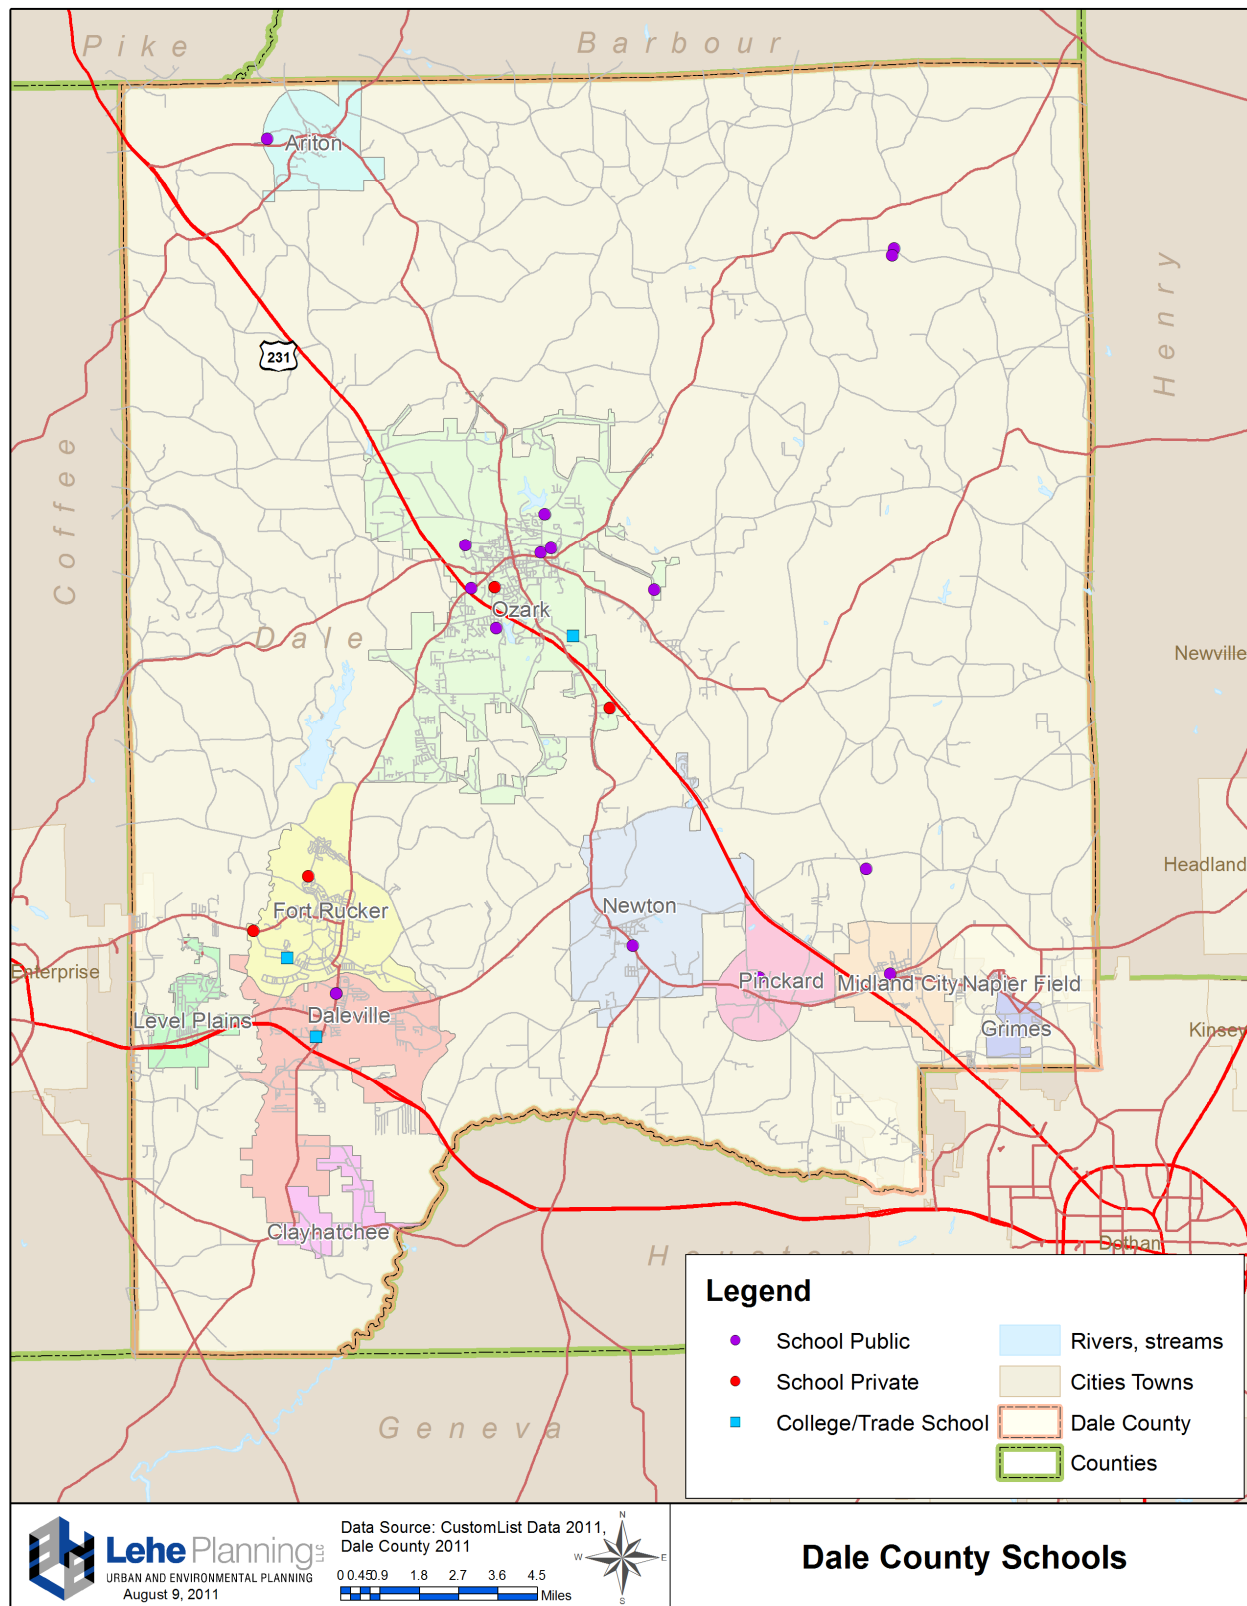 Pike
Barbour
Ariton
Henry
231
Coffee
Ozark
Dale
Newville
Headland
Newton
Fort Rucker
Enterprise
Pinckard
Midland City
Napier Field
Level Plains
Daleville
Grimes
Kinsey
Clayhatchee
Dothan
Houston
Geneva
Legend
School Public
School Private
College/Trade School
Rivers, streams
Cities Towns
Dale County
Counties
Lehe Planning LLC
URBAN AND ENVIRONMENTAL PLANNING
August 9, 2011
Data Source: CustomList Data 2011,
Dale County 2011
0 0.45 0.9 1.8 2.7 3.6 4.5
Miles
N
W E
S
Dale County Schools